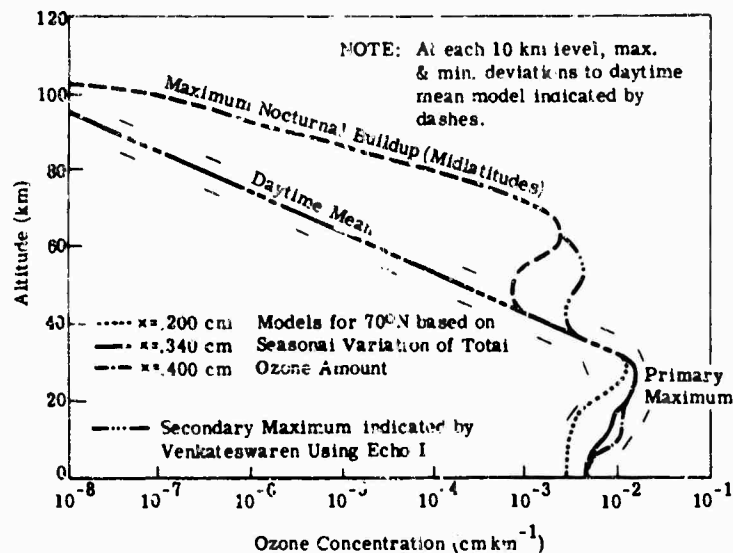 120
100
80
60
40
20
0
Altitude (km)
NOTE: At each 10 km level, max.
& min. deviations to daytime
mean model indicated by
dashes.
Maximum Nocturnal Buildup (Midlatitudes)
Daytime Mean
x=.200 cm Models for 70°N based on
x=.340 cm Seasonal Variation of Total
x=.400 cm Ozone Amount
Primary
Maximum
Secondary Maximum indicated by
Venkateswaren Using Echo I
10-8 10-7 10-6 10-5 10-4 10-3 10-2 10-1
Ozone Concentration (cm km-1)